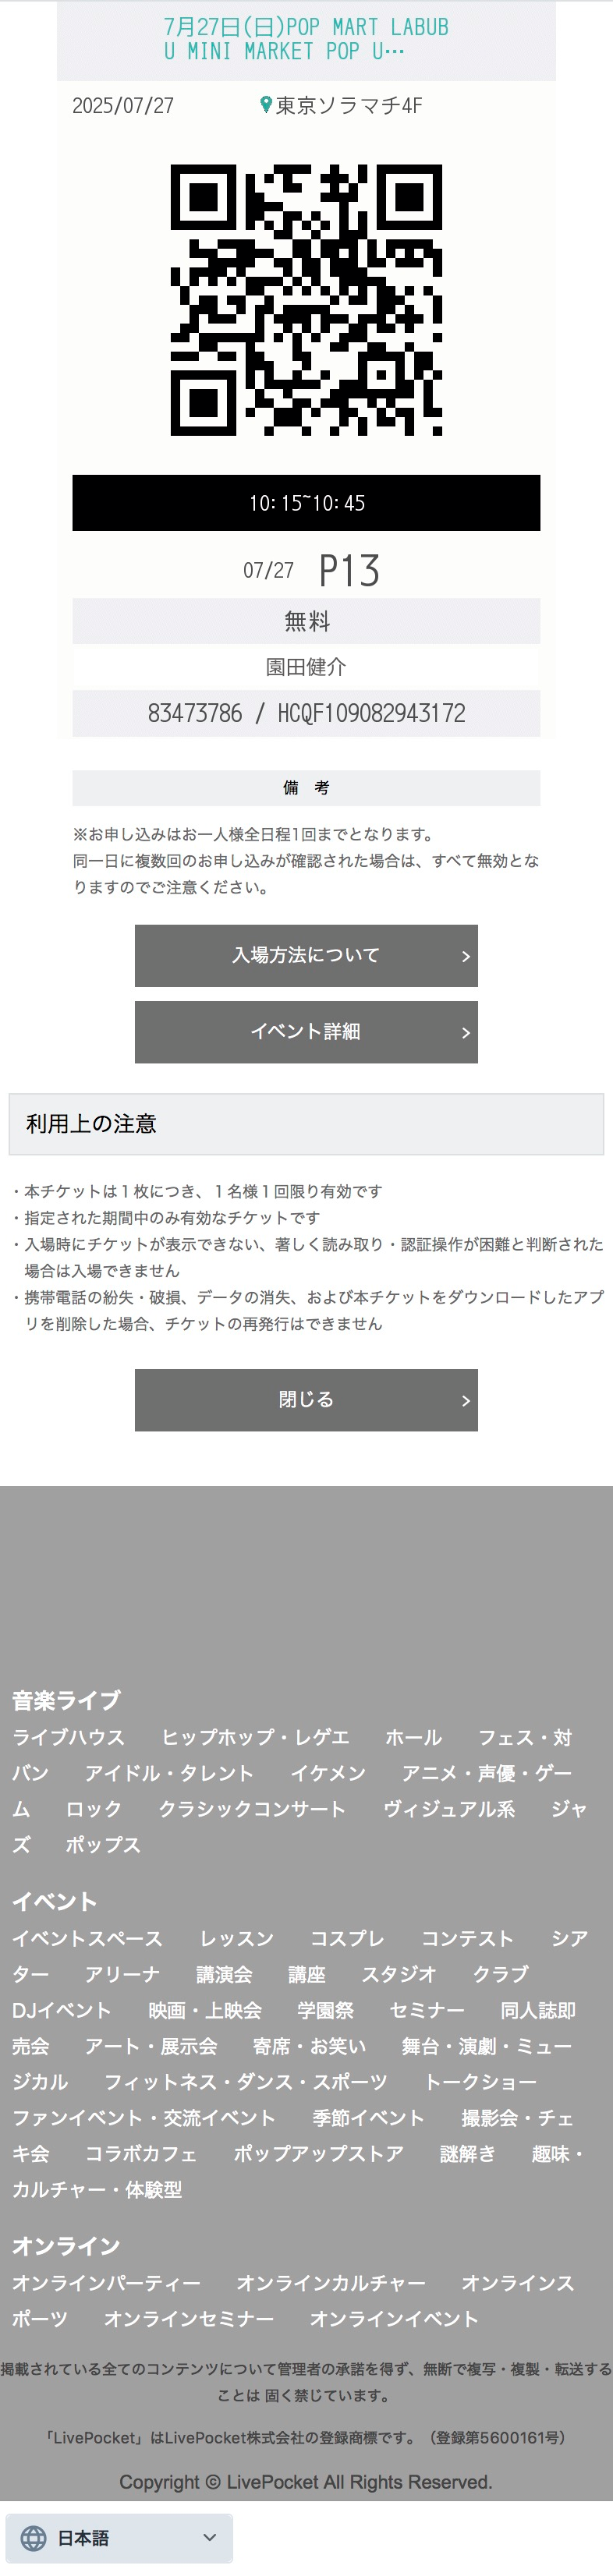 7月27日(日)POP MART LABUB
U MINI MARKET POP U…
2025/07/27
東京ソラマチ4F
10:15~10:45
07/27 P13
無料
園田健介
83473786 / HCQF109082943172
備 考
※お申し込みはお一人様全日程1回までとなります。
同一日に複数回のお申し込みが確認された場合は、すべて無効とな
りますのでご注意ください。
入場方法について
イベント詳細
利用上の注意
・本チケットは１枚につき、１名様１回限り有効です
・指定された期間中のみ有効なチケットです
・入場時にチケットが表示できない、著しく読み取り・認証操作が困難と判断された
場合は入場できません
・携帯電話の紛失・破損、データの消失、および本チケットをダウンロードしたアプ
リを削除した場合、チケットの再発行はできません
閉じる
音楽ライブ
ライブハウス ヒップホップ・レゲエ ホール フェス・対
バン アイドル・タレント イケメン アニメ・声優・ゲー
ム ロック クラシックコンサート ヴィジュアル系 ジャ
ズ ポップス
イベント
イベントスペース レッスン コスプレ コンテスト シア
ター アリーナ 講演会 講座 スタジオ クラブ
DJイベント 映画・上映会 学園祭 セミナー 同人誌即
売会 アート・展示会 寄席・お笑い 舞台・演劇・ミュー
ジカル フィットネス・ダンス・スポーツ トークショー
ファンイベント・交流イベント 季節イベント 撮影会・チェ
キ会 コラボカフェ ポップアップストア 謎解き 趣味・
カルチャー・体験型
オンライン
オンラインパーティー オンラインカルチャー オンラインス
ポーツ オンラインセミナー オンラインイベント
掲載されている全てのコンテンツについて管理者の承諾を得ず、無断で複写・複製・転送する
ことは 固く禁じています。
「LivePocket」はLivePocket株式会社の登録商標です。（登録第5600161号）
Copyright © LivePocket All Rights Reserved.
日本語